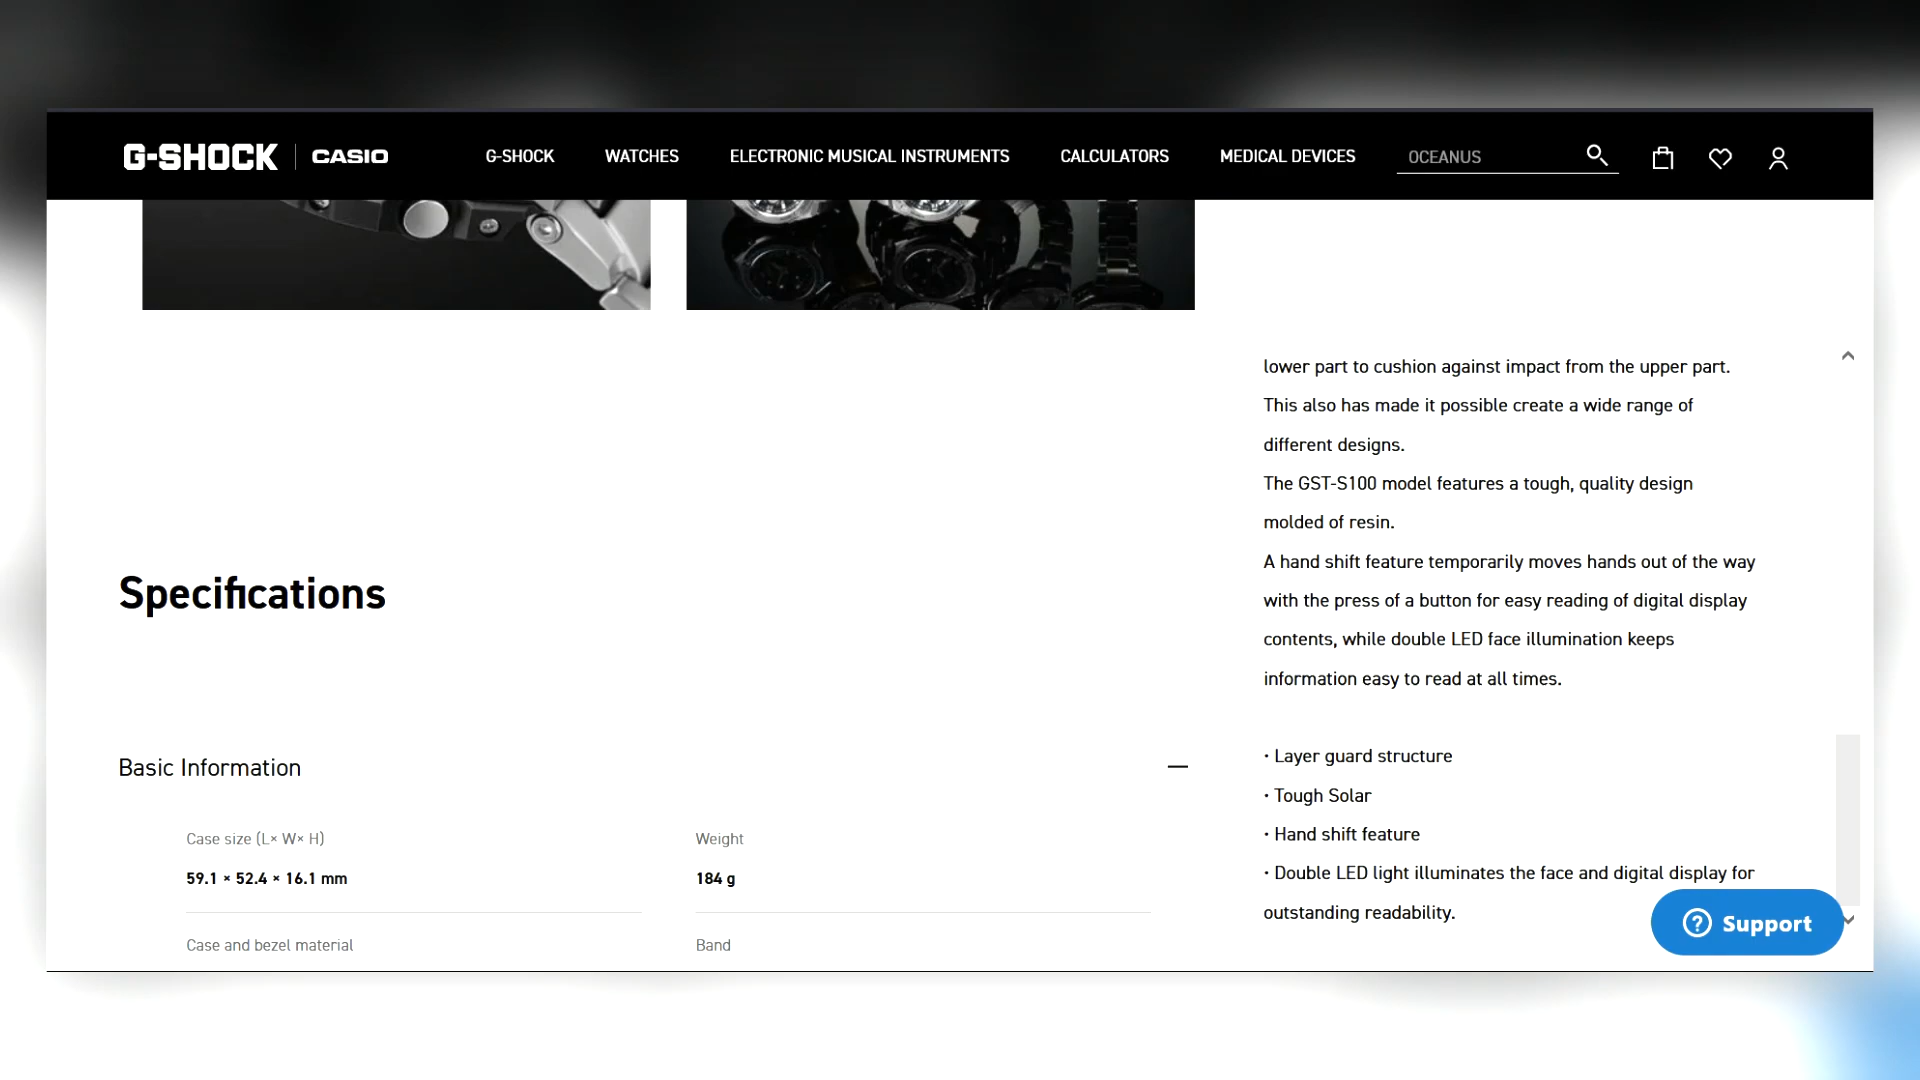 G-SHOCK CASIO G-SHOCK WATCHES ELECTRONIC MUSICAL INSTRUMENTS CALCULATORS MEDICAL DEVICES OCEANUS
lower part to cushion against impact from the upper part.
This also has made it possible create a wide range of
different designs.
The GST-S100 model features a tough, quality design
molded of resin.
A hand shift feature temporarily moves hands out of the way
with the press of a button for easy reading of digital display
contents, while double LED face illumination keeps
information easy to read at all times.
• Layer guard structure
• Tough Solar
• Hand shift feature
• Double LED light illuminates the face and digital display for
outstanding readability.
Specifications
Basic Information
Case size (L× W× H)
59.1 × 52.4 × 16.1 mm
Weight
184 g
Case and bezel material
Band
Support